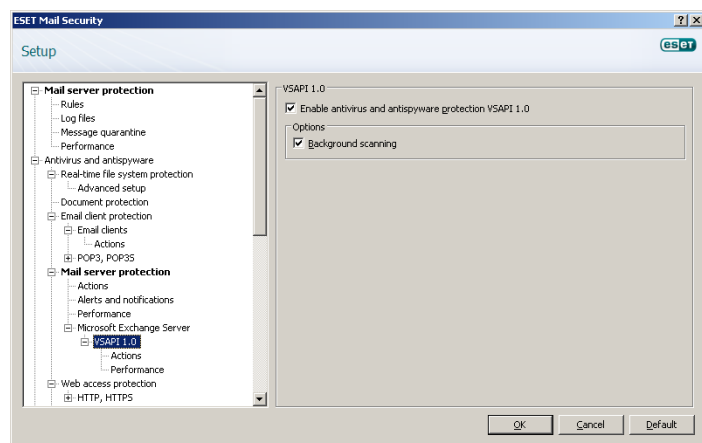 ESET Mail Security
Setup
eset
Mail server protection
Rules
Log files
Message quarantine
Performance
Antivirus and antispyware
Real-time file system protection
Advanced setup
Document protection
Email client protection
Email clients
Actions
POP3, POP3S
Mail server protection
Actions
Alerts and notifications
Performance
Microsoft Exchange Server
VSAPI 1.0
Actions
Performance
Web access protection
HTTP, HTTPS
VSAPI 1.0
Enable antivirus and antispyware protection VSAPI 1.0
Options
Background scanning
OK
Cancel
Default